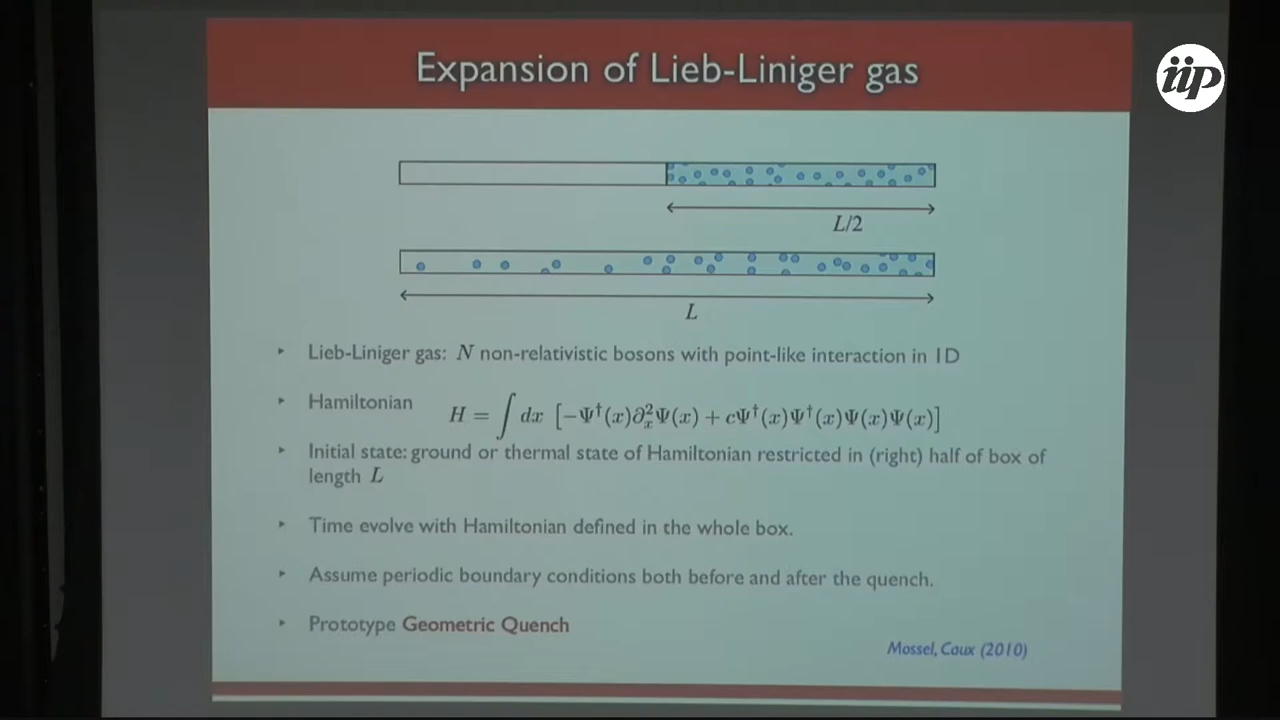 Expansion of Lieb-Liniger gas
iip
L/2
L
‣ Lieb-Liniger gas: N non-relativistic bosons with point-like interaction in 1D
‣ Hamiltonian H = ∫ dx [−Ψ†(x)∂²ₓΨ(x) + cΨ†(x)Ψ†(x)Ψ(x)Ψ(x)]
‣ Initial state: ground or thermal state of Hamiltonian restricted in (right) half of box of
length L
‣ Time evolve with Hamiltonian defined in the whole box.
‣ Assume periodic boundary conditions both before and after the quench.
‣ Prototype Geometric Quench
Mossel, Caux (2010)